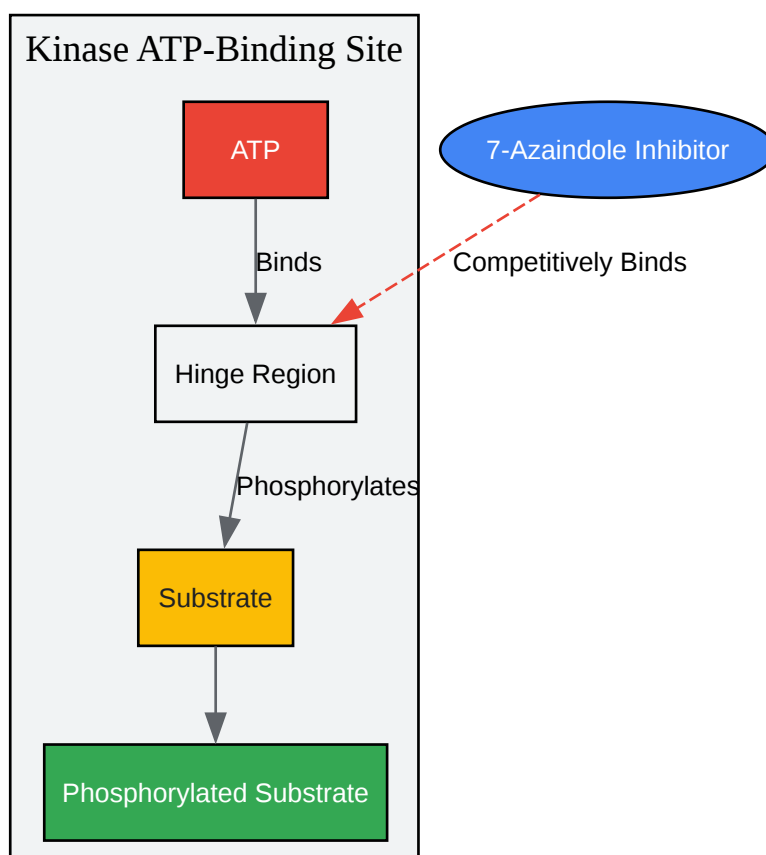 Kinase ATP-Binding Site
ATP
7-Azaindole Inhibitor
Binds
Competitively Binds
Hinge Region
Phosphorylates
Substrate
Phosphorylated Substrate